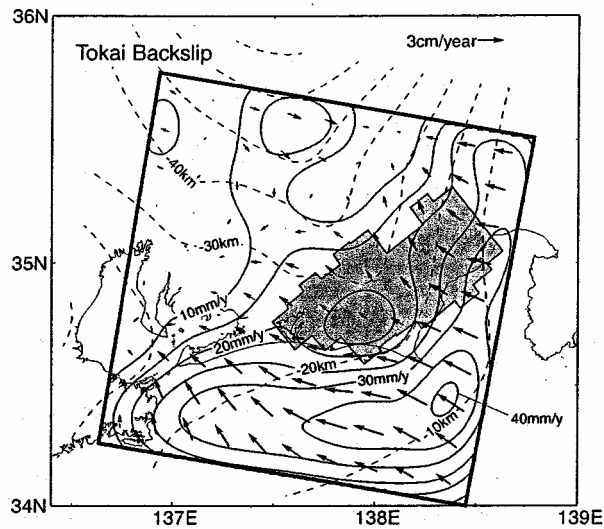 36N
Tokai Backslip
3cm/year
-40km
-30km
35N
10mm/y
20mm/y
-20km
30mm/y
-10km
40mm/y
34N
137E
138E
139E